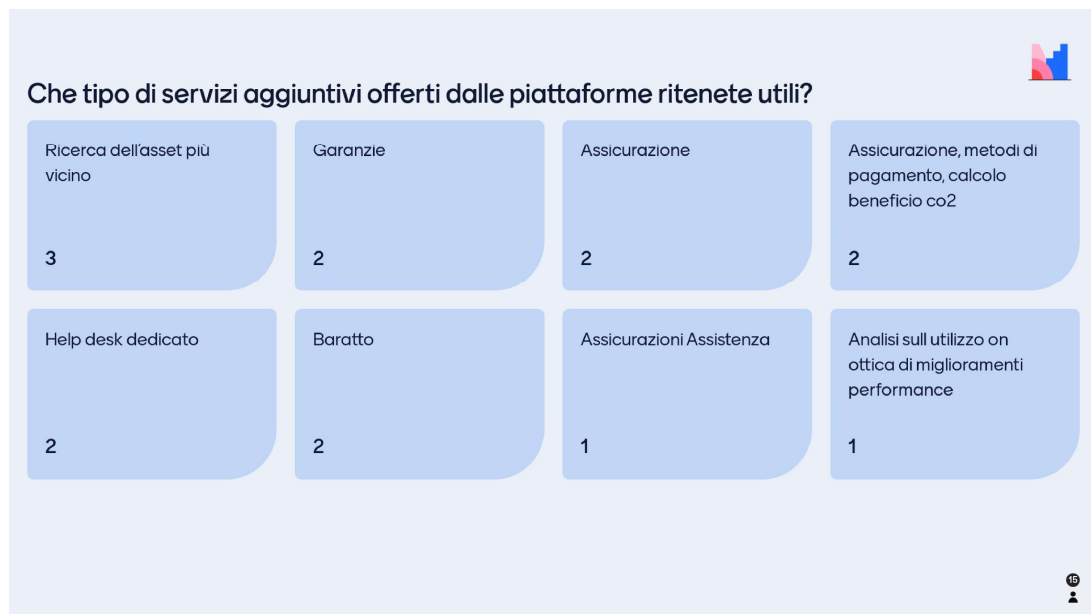 Che tipo di servizi aggiuntivi offerti dalle piattaforme ritenete utili?
Ricerca dell'asset più
vicino
3
Garanzie
2
Assicurazione
2
Assicurazione, metodi di
pagamento, calcolo
beneficio co2
2
Help desk dedicato
2
Baratto
2
Assicurazioni Assistenza
1
Analisi sull utilizzo on
ottica di miglioramenti
performance
1
15